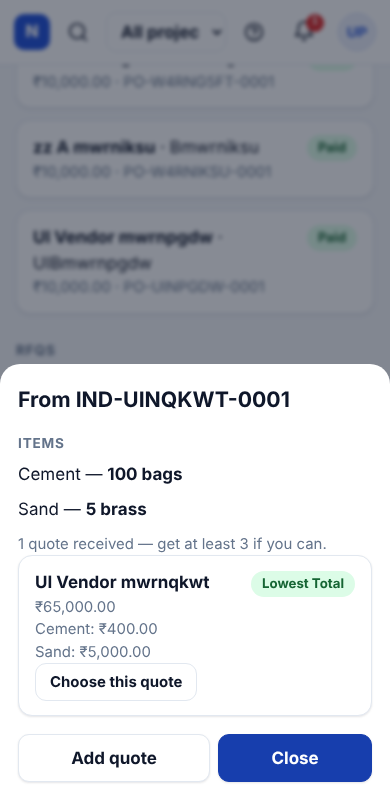 N
All projec
UP
₹10,000.00 · PO-W4RNGSFT-0001
zz A mwrniksu · Bmwrniksu
Paid
₹10,000.00 · PO-W4RNIKSU-0001
UI Vendor mwrnpgdw ·
Paid
UIBmwrnpgdw
₹10,000.00 · PO-UINPGDW-0001
RFQS
From IND-UINQKWT-0001
ITEMS
Cement — 100 bags
Sand — 5 brass
1 quote received — get at least 3 if you can.
UI Vendor mwrnqkwt
Lowest Total
₹65,000.00
Cement: ₹400.00
Sand: ₹5,000.00
Choose this quote
Add quote
Close